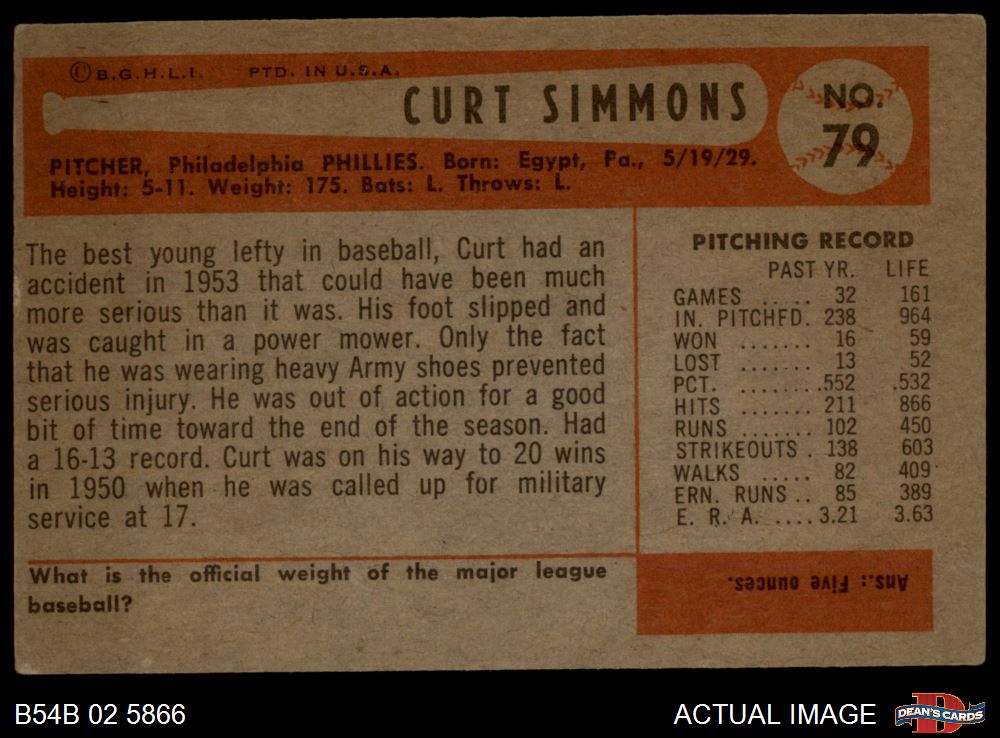 © B.G.H.L.I. PTD. IN U.S.A.
CURT SIMMONS
NO.
79
PITCHER, Philadelphia PHILLIES. Born: Egypt, Pa., 5/19/29.
Height: 5-11. Weight: 175. Bats: L. Throws: L.
The best young lefty in baseball, Curt had an
accident in 1953 that could have been much
more serious than it was. His foot slipped and
was caught in a power mower. Only the fact
that he was wearing heavy Army shoes prevented
serious injury. He was out of action for a good
bit of time toward the end of the season. Had
a 16-13 record. Curt was on his way to 20 wins
in 1950 when he was called up for military
service at 17.
PITCHING RECORD
PAST YR. LIFE
GAMES ..... 32 161
IN. PITCHED. 238 964
WON ....... 16 59
LOST ....... 13 52
PCT. ........552 .532
HITS ....... 211 866
RUNS ....... 102 450
STRIKEOUTS . 138 603
WALKS ..... 82 409
ERN. RUNS .. 85 389
E. R. A. ....3.21 3.63
What is the official weight of the major league
baseball?
Ans.: Five ounces.
B54B 02 5866
ACTUAL IMAGE
DEAN'S CARDS